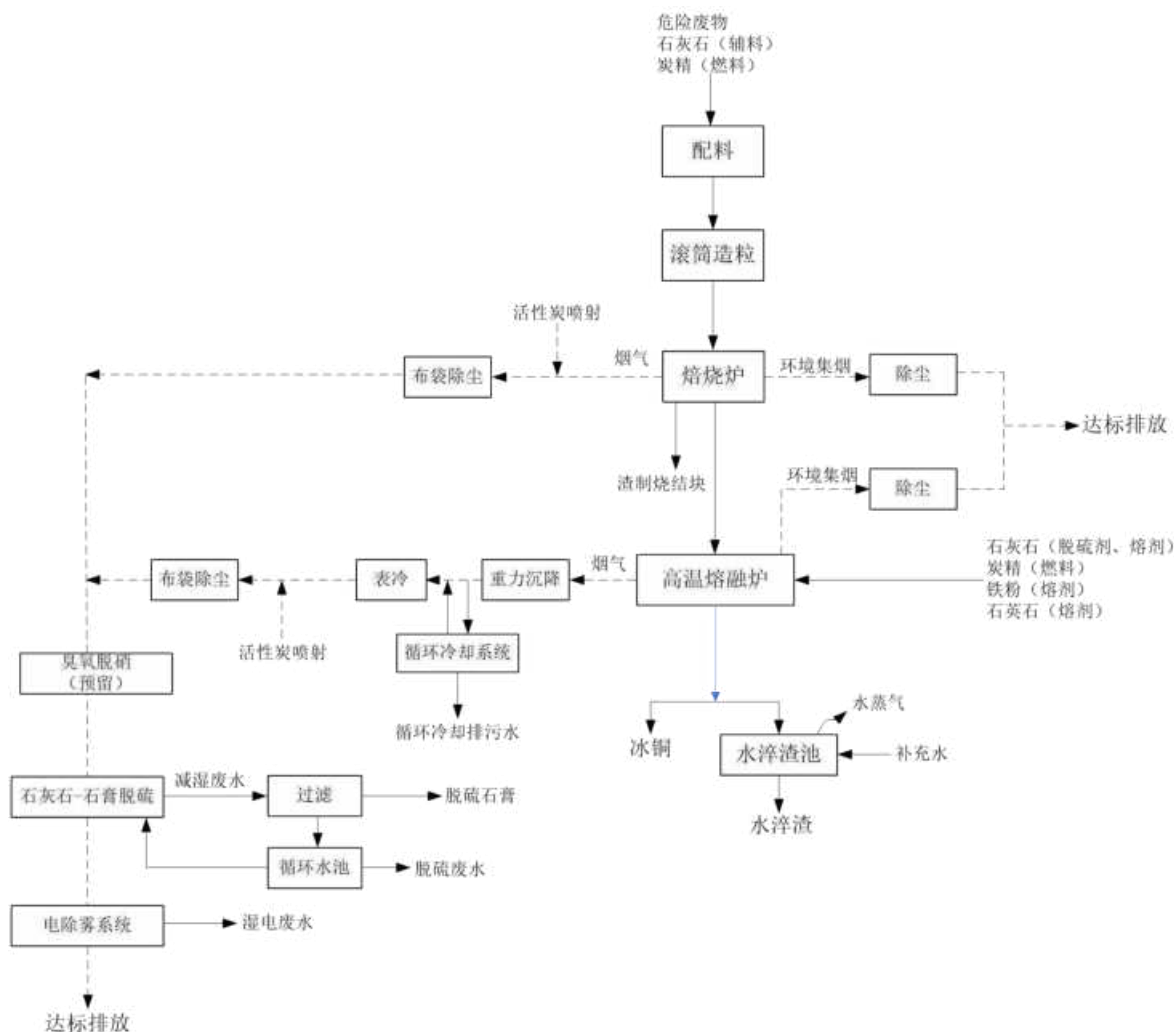 危险废物
石灰石（辅料）
炭精（燃料）
配料
滚筒造粒
活性炭喷射
烟气
布袋除尘
焙烧炉
环境集烟
除尘
达标排放
渣制烧结块
环境集烟
除尘
石灰石（脱硫剂、熔剂）
炭精（燃料）
铁粉（熔剂）
石英石（熔剂）
布袋除尘
表冷
重力沉降
烟气
高温熔融炉
活性炭喷射
循环冷却系统
臭氧脱硝
（预留）
循环冷却排污水
水蒸气
冰铜
水淬渣池
补充水
水淬渣
石灰石-石膏脱硫
减湿废水
过滤
脱硫石膏
循环水池
脱硫废水
电除雾系统
湿电废水
达标排放